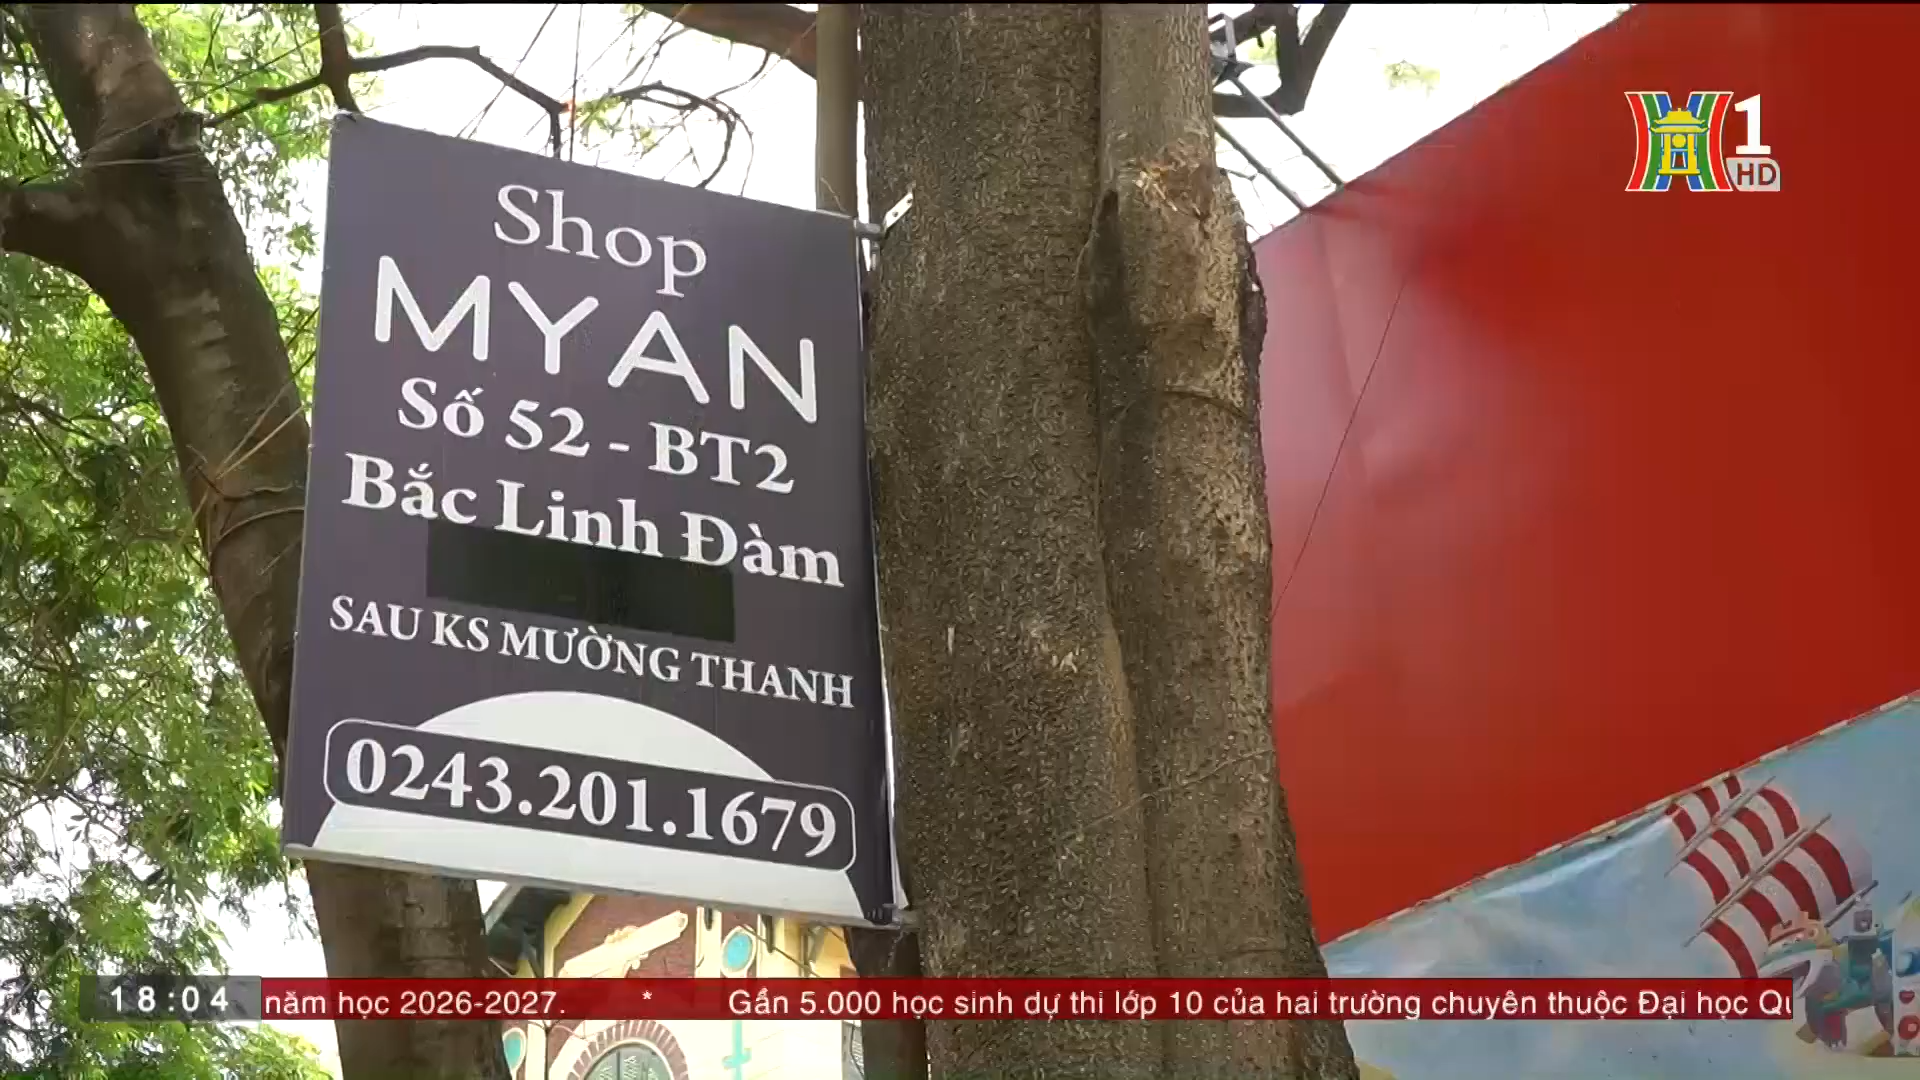 Shop
MYAN
Số 52 - BT2
Bắc Linh Đàm
SAU KS MƯỜNG THANH
0243.201.1679
1
HD
18:04
năm học 2026-2027. * Gần 5.000 học sinh dự thi lớp 10 của hai trường chuyên thuộc Đại học